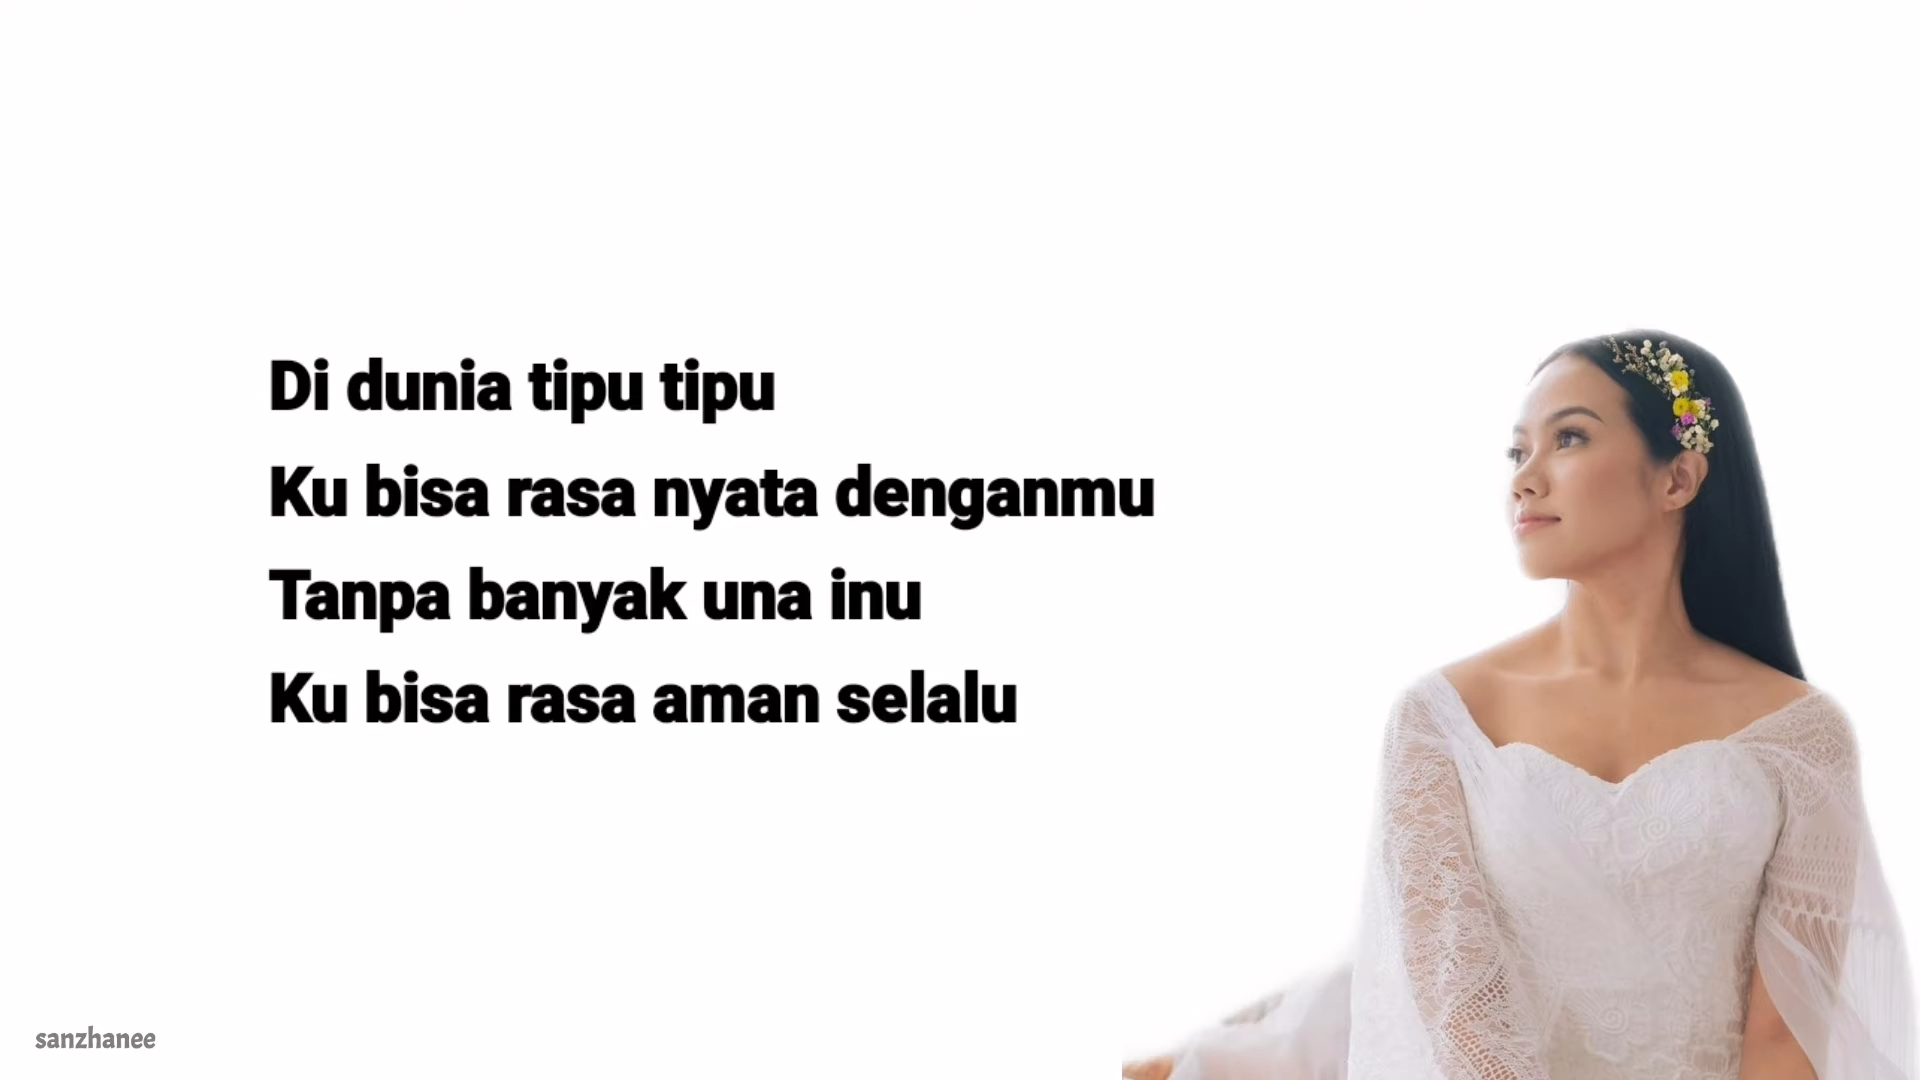 Di dunia tipu tipu
Ku bisa rasa nyata denganmu
Tanpa banyak una inu
Ku bisa rasa aman selalu
sanzhanee